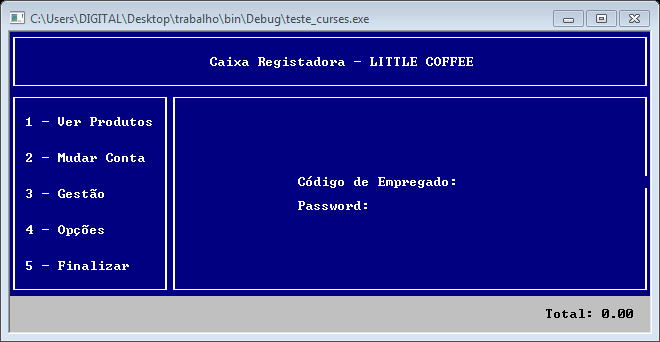 C:\Users\DIGITAL\Desktop\trabalho\bin\Debug\teste_curses.exe
Caixa Registadora - LITTLE COFFEE
1 - Ver Produtos
2 - Mudar Conta
3 - Gestão
4 - Opções
5 - Finalizar
Código de Empregado:
Password:
Total: 0.00